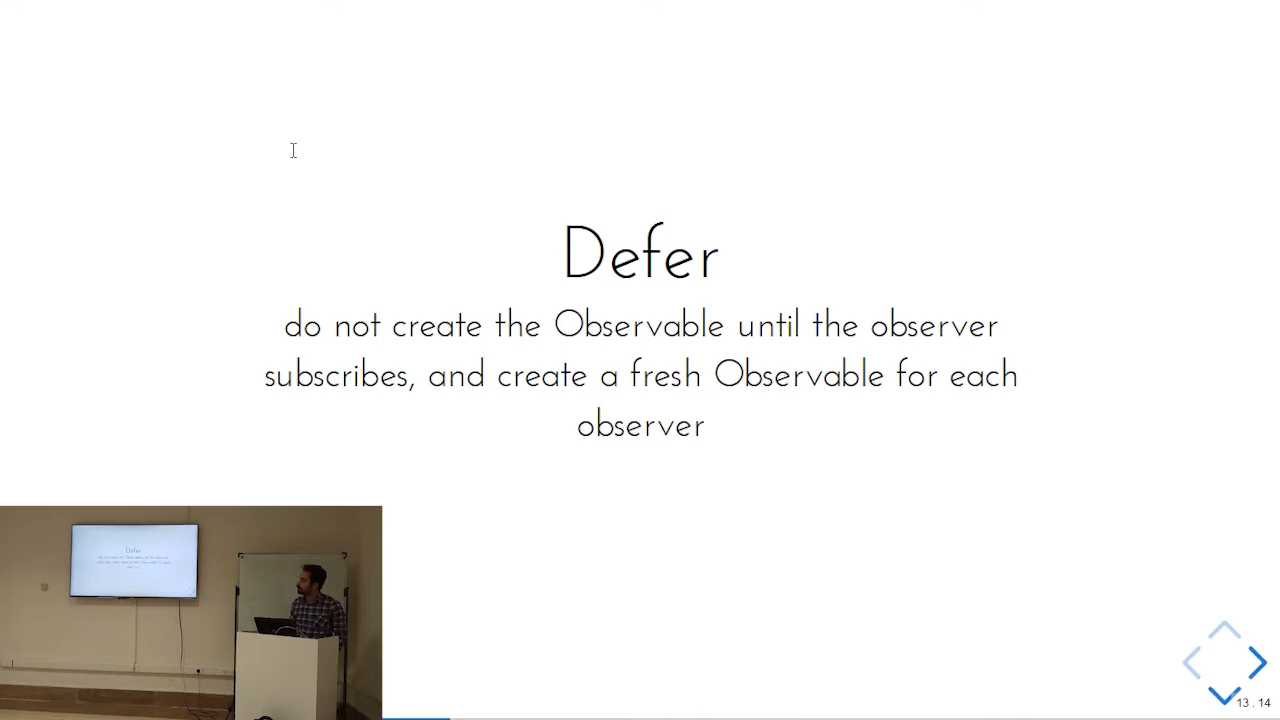 Defer
do not create the Observable until the observer
subscribes, and create a fresh Observable for each
observer
13 . 14